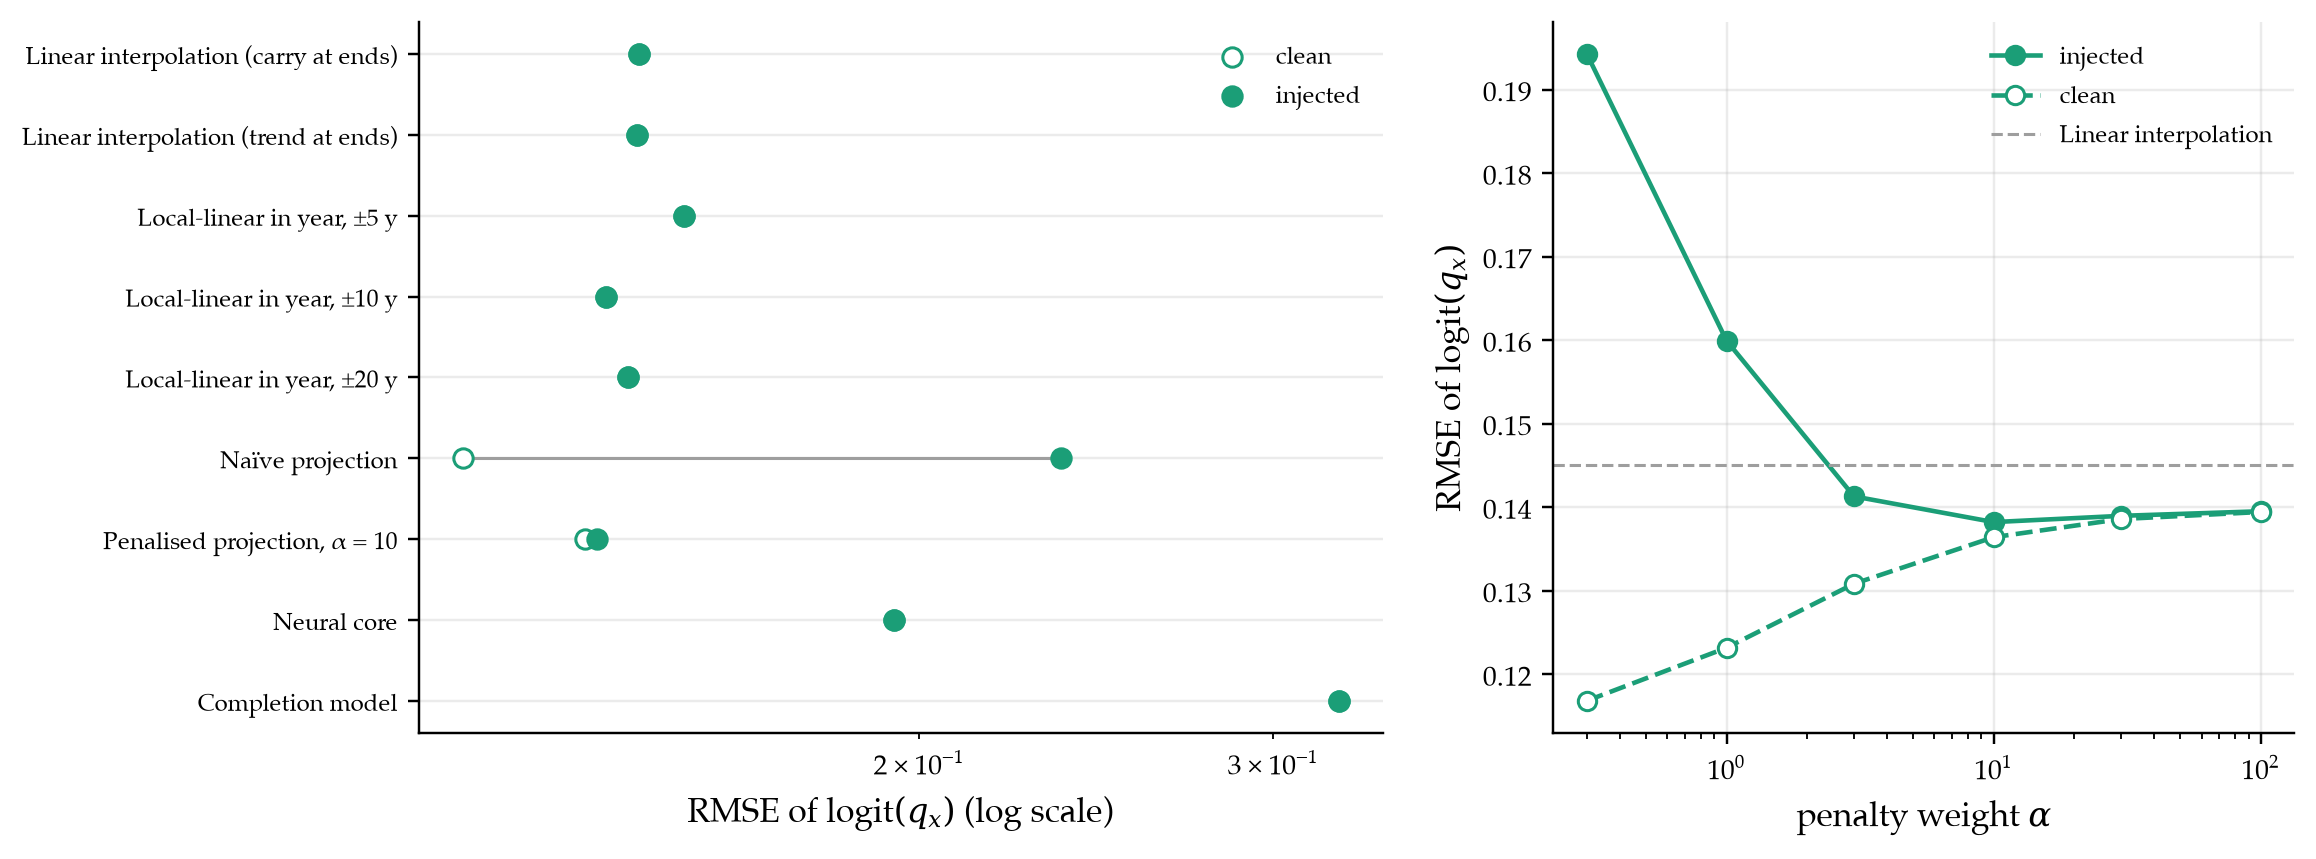 Linear interpolation (carry at ends)
Linear interpolation (trend at ends)
Local-linear in year, ±5 y
Local-linear in year, ±10 y
Local-linear in year, ±20 y
Naïve projection
Penalised projection, α = 10
Neural core
Completion model
clean
injected
2 × 10⁻¹
3 × 10⁻¹
RMSE of logit(qₓ) (log scale)
RMSE of logit(qₓ)
0.19
0.18
0.17
0.16
0.15
0.14
0.13
0.12
injected
clean
Linear interpolation
10⁰
10¹
10²
penalty weight α